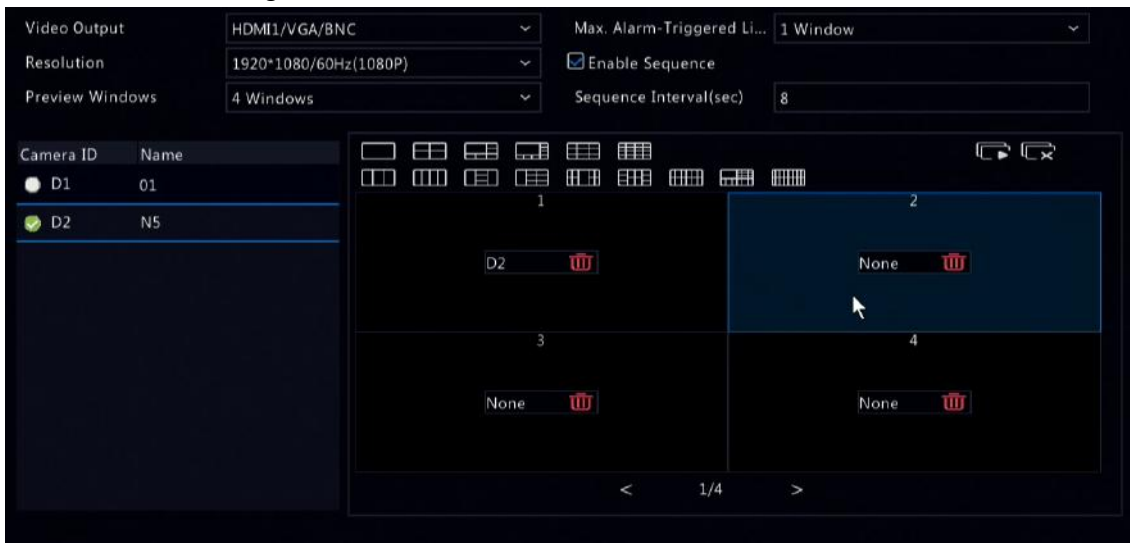 Video Output HDMI1/VGA/BNC Max. Alarm-Triggered Li... 1 Window
Resolution 1920*1080/60Hz(1080P) Enable Sequence
Preview Windows 4 Windows Sequence Interval(sec) 8
Camera ID Name
D1 01
D2 N5
1 2
D2 None
3 4
None None
< 1/4 >